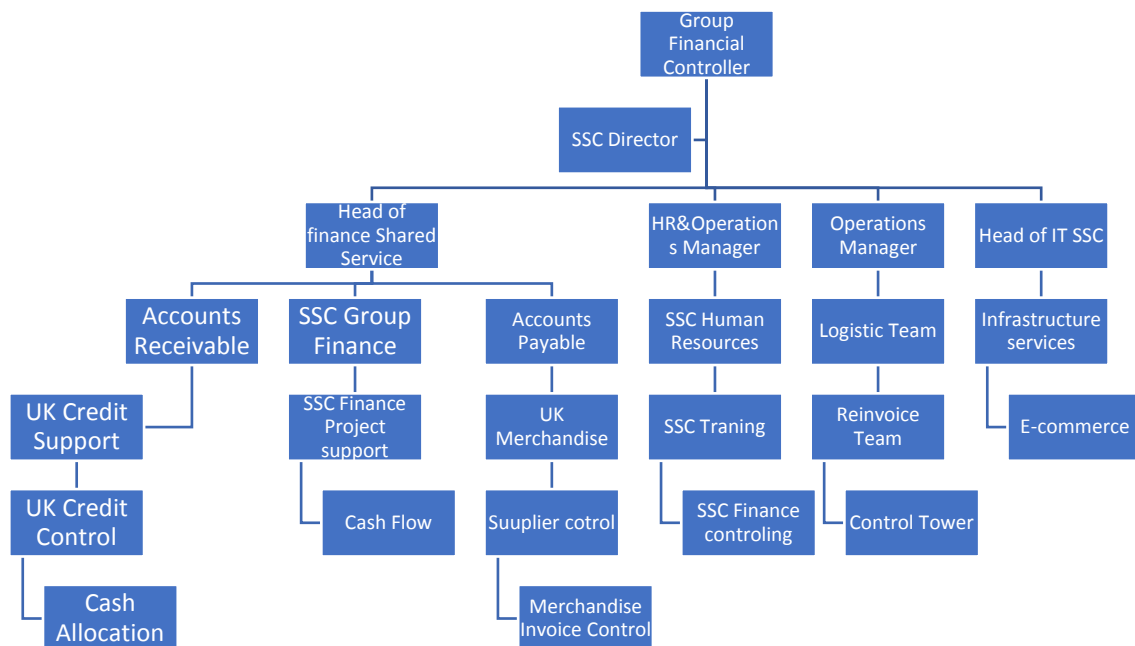 Group
Financial
Controller
SSC Director
Head of
finance Shared
Service
HR&Operation
s Manager
Operations
Manager
Head of IT SSC
Accounts
Receivable
SSC Group
Finance
Accounts
Payable
SSC Human
Resources
Logistic Team
Infrastructure
services
UK Credit
Support
SSC Finance
Project
support
UK
Merchandise
SSC Traning
Reinvoice
Team
E-commerce
UK Credit
Control
Cash Flow
Suuplier cotrol
SSC Finance
controling
Control Tower
Cash
Allocation
Merchandise
Invoice Control